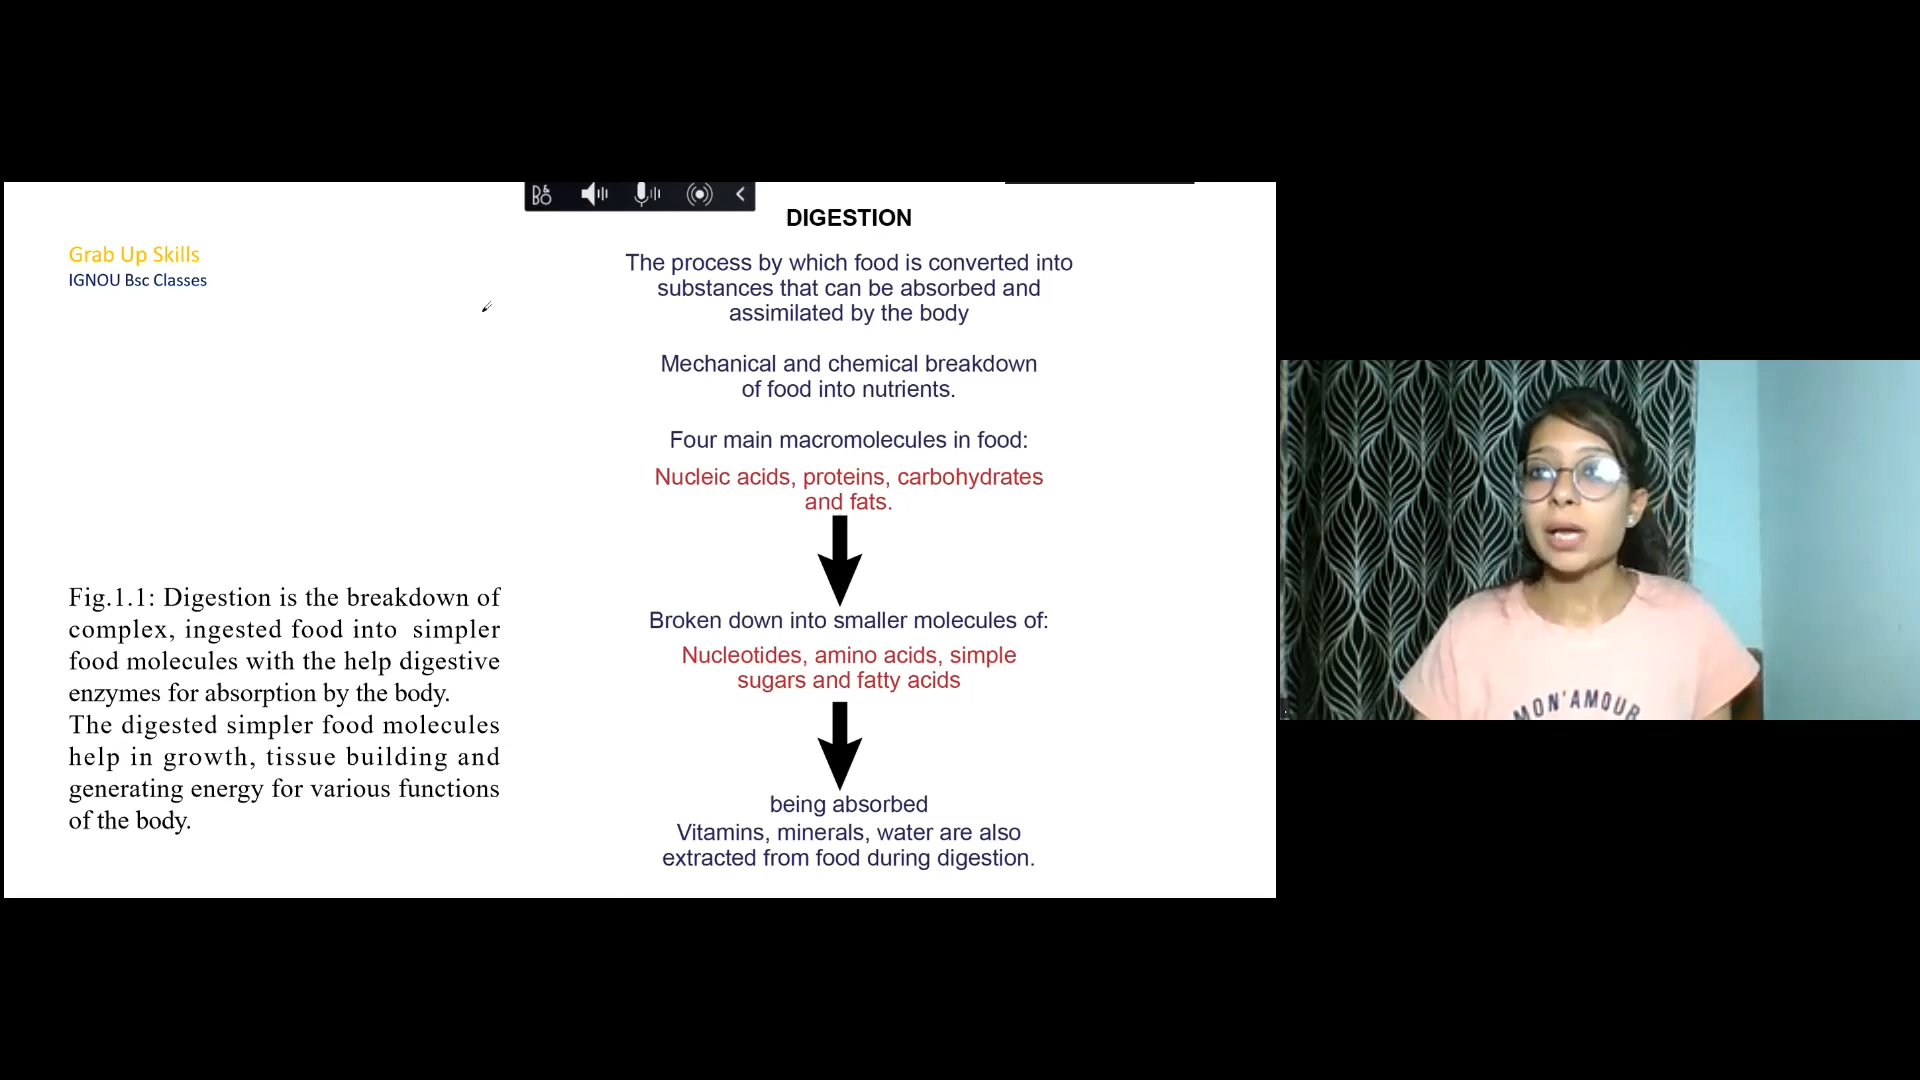 Grab Up Skills
IGNOU Bsc Classes
Fig.1.1: Digestion is the breakdown of
complex, ingested food into simpler
food molecules with the help digestive
enzymes for absorption by the body.
The digested simpler food molecules
help in growth, tissue building and
generating energy for various functions
of the body.
DIGESTION
The process by which food is converted into
substances that can be absorbed and
assimilated by the body
Mechanical and chemical breakdown
of food into nutrients.
Four main macromolecules in food:
Nucleic acids, proteins, carbohydrates
and fats.
Broken down into smaller molecules of:
Nucleotides, amino acids, simple
sugars and fatty acids
being absorbed
Vitamins, minerals, water are also
extracted from food during digestion.
MON'AMOUR